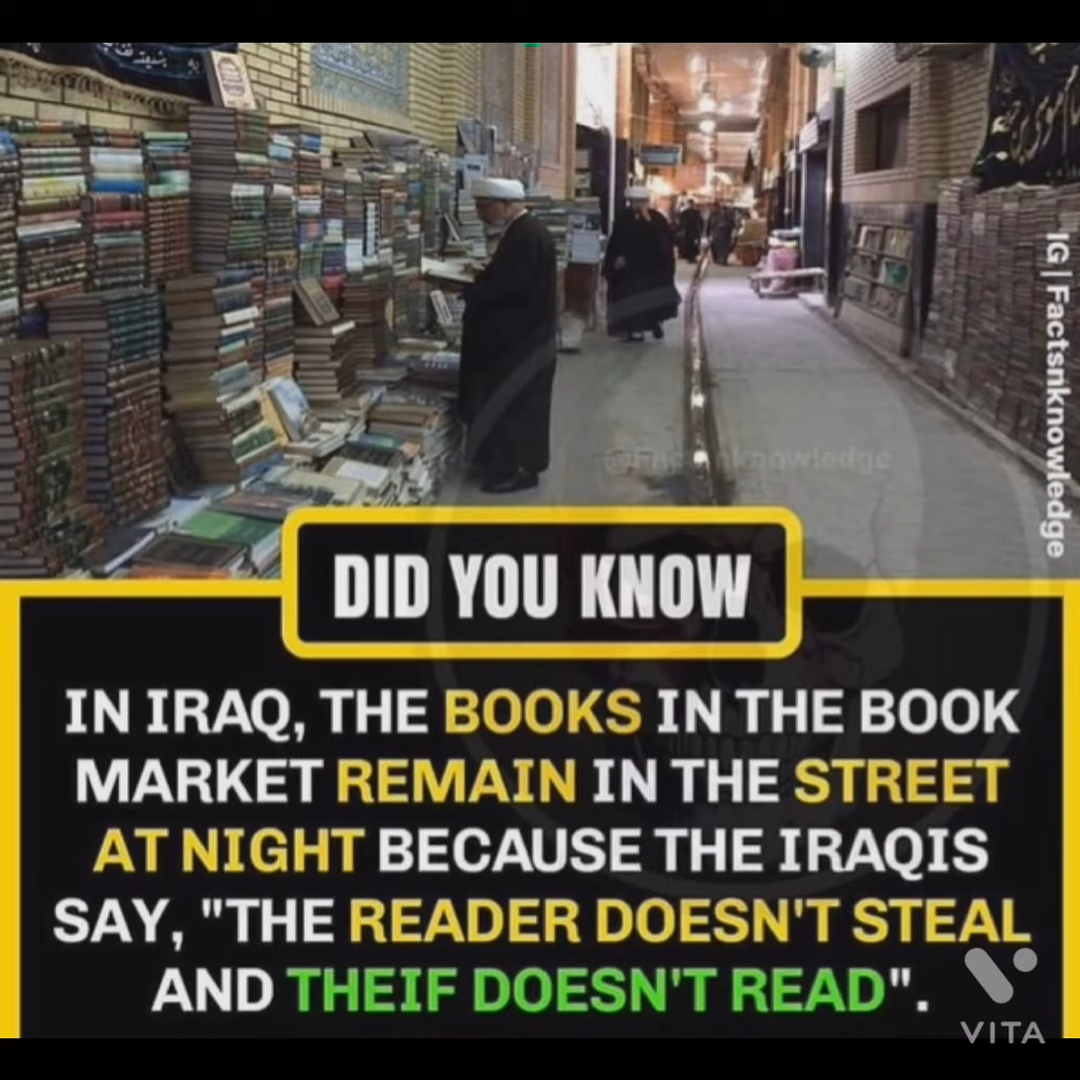 IG | Factsnknowledge
DID YOU KNOW
IN IRAQ, THE BOOKS IN THE BOOK
MARKET REMAIN IN THE STREET
AT NIGHT BECAUSE THE IRAQIS
SAY, "THE READER DOESN'T STEAL
AND THEIF DOESN'T READ".
VITA